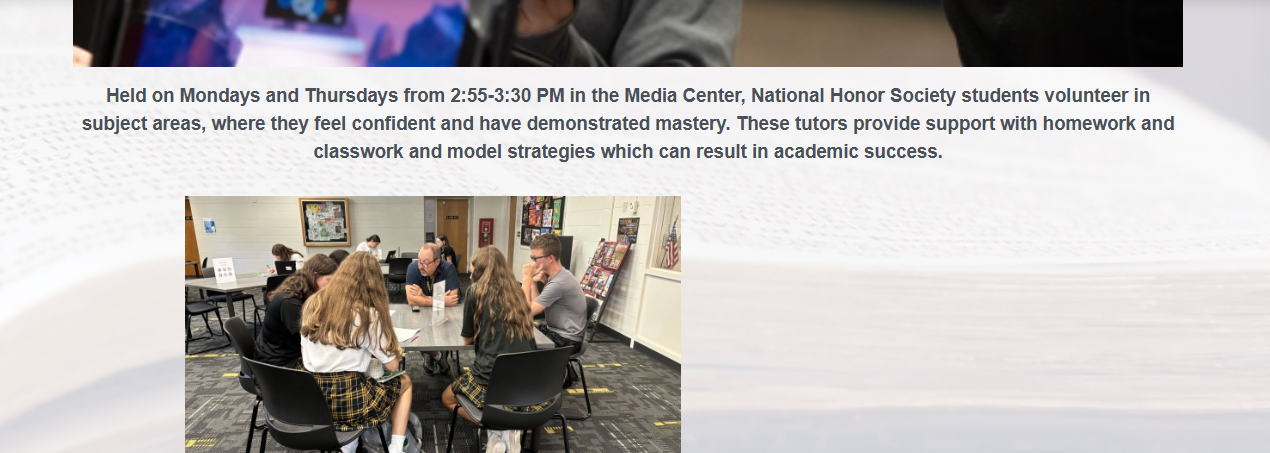 Held on Mondays and Thursdays from 2:55-3:30 PM in the Media Center, National Honor Society students volunteer in
subject areas, where they feel confident and have demonstrated mastery. These tutors provide support with homework and
classwork and model strategies which can result in academic success.